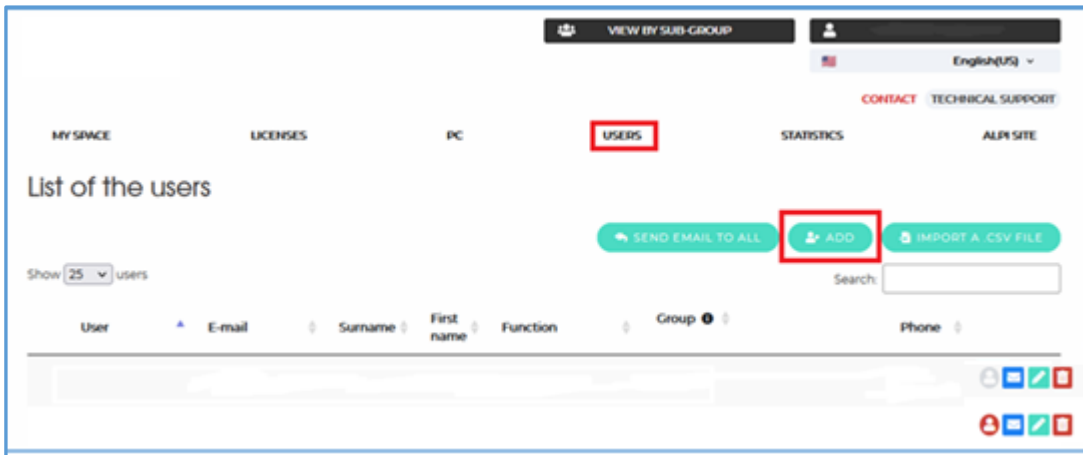 VIEW BY SUB-GROUP
English(US)
CONTACT TECHNICAL SUPPORT
MY SPACE LICENSES PC USERS STATISTICS ALPI SITE
List of the users
SEND EMAIL TO ALL ADD IMPORT A .CSV FILE
Show 25 users Search:
User E-mail Surname First name Function Group Phone